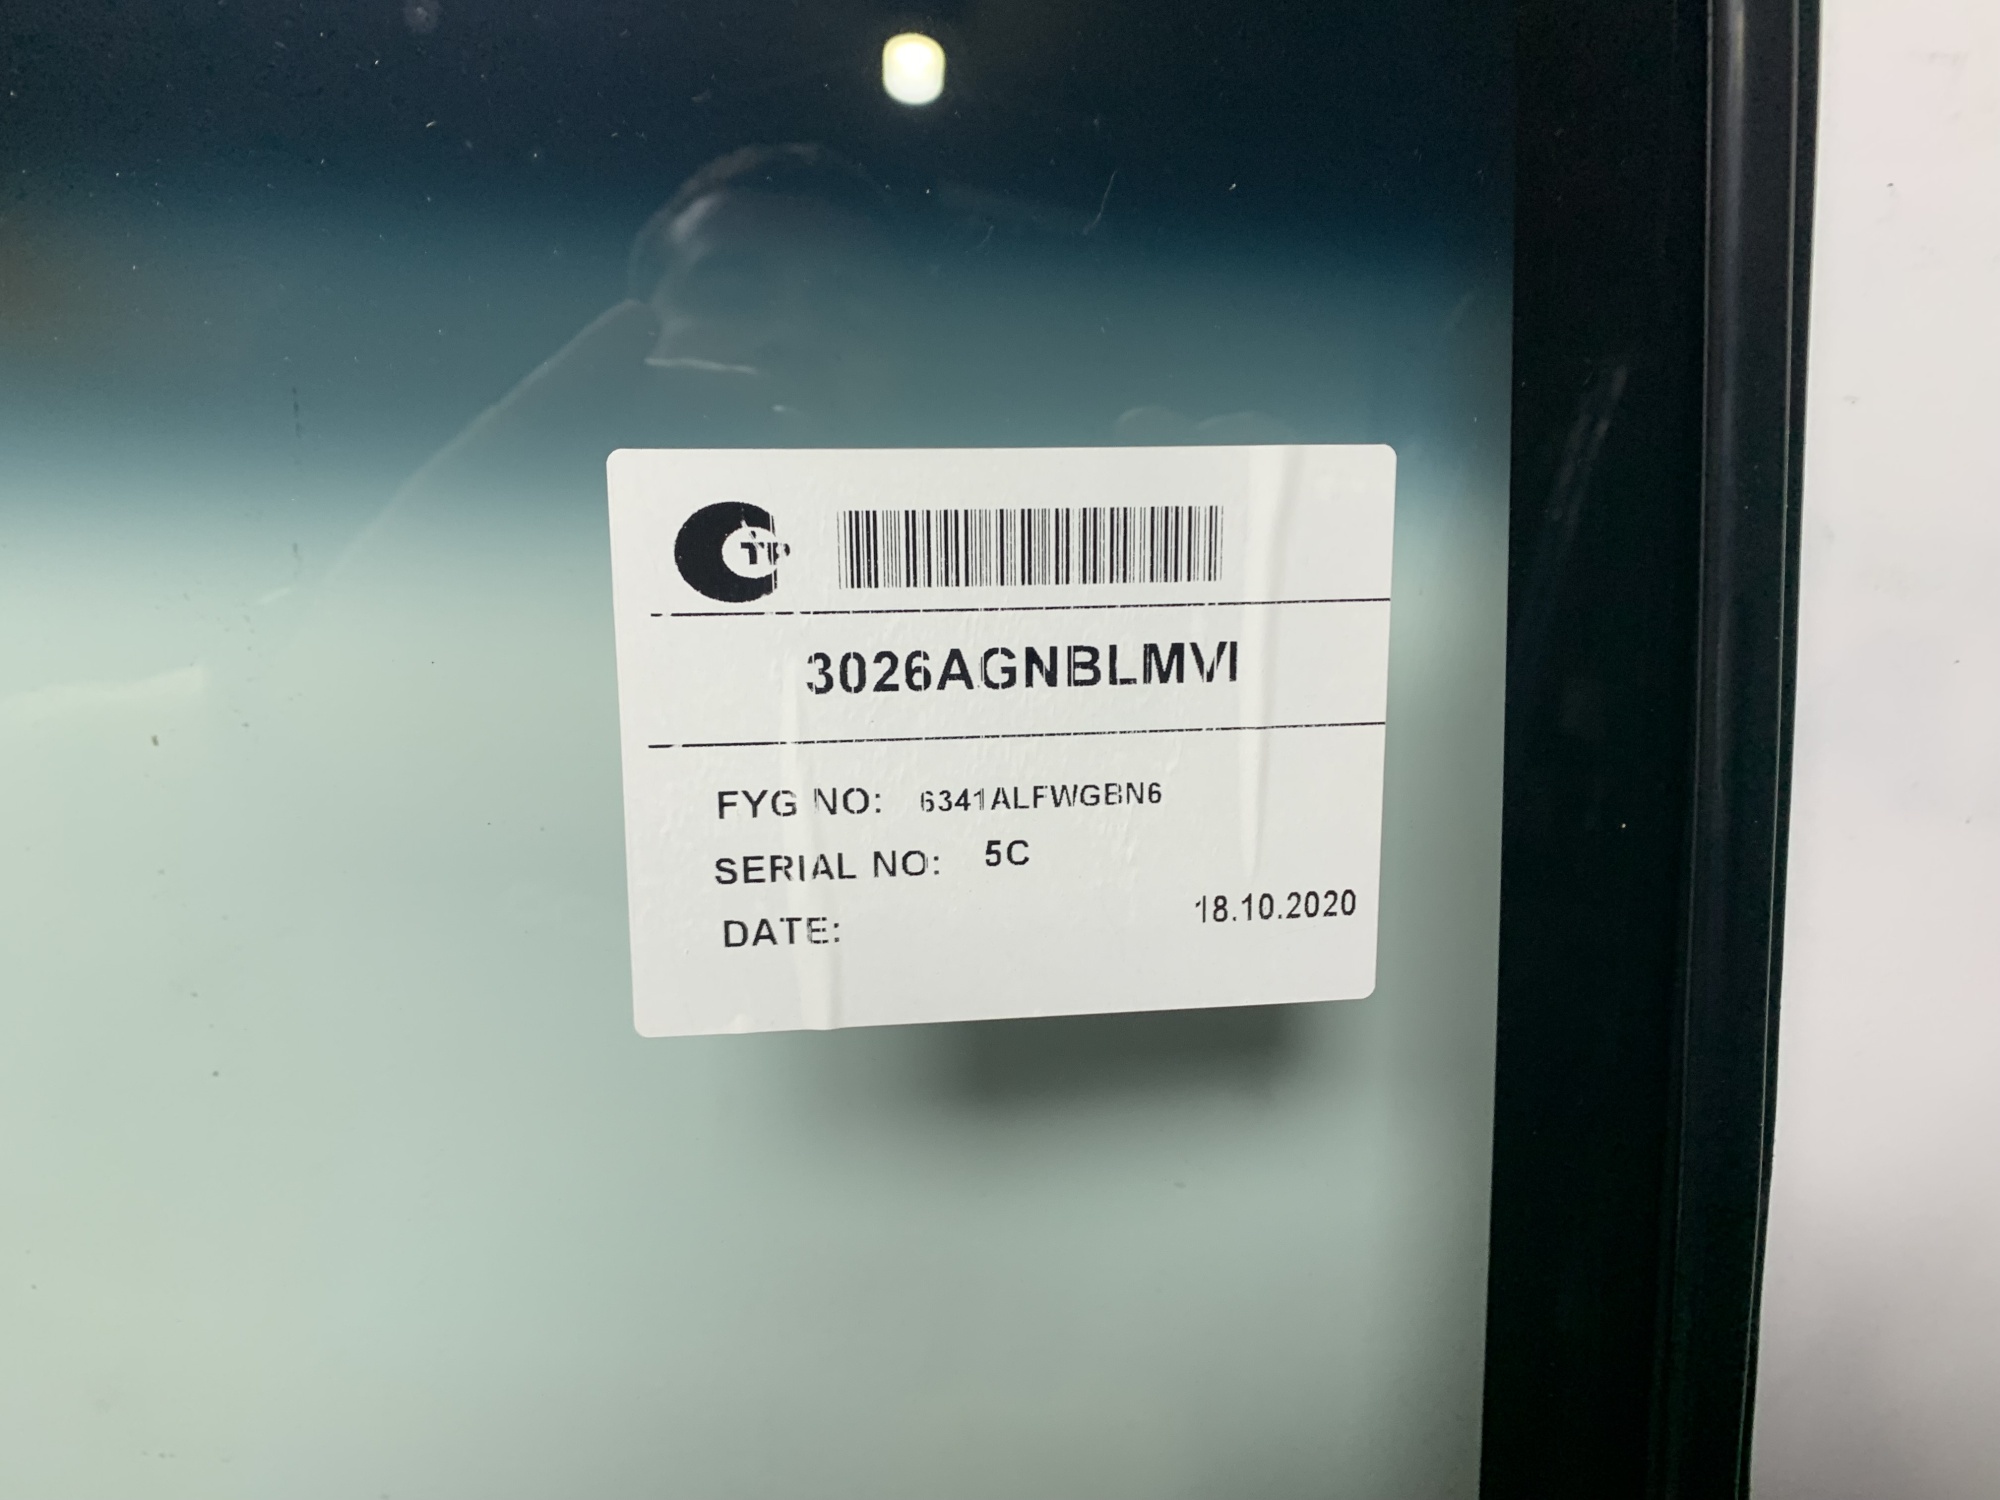 3026AGNBLMVI
FYG NO: 6341ALFWGBN6
SERIAL NO: 5C
DATE: 18.10.2020